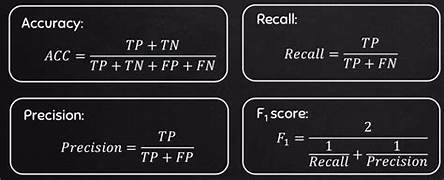 Accuracy:
ACC = (TP + TN) / (TP + TN + FP + FN)
Recall:
Recall = TP / (TP + FN)
Precision:
Precision = TP / (TP + FP)
F₁ score:
F₁ = 2 / (1 / Recall + 1 / Precision)